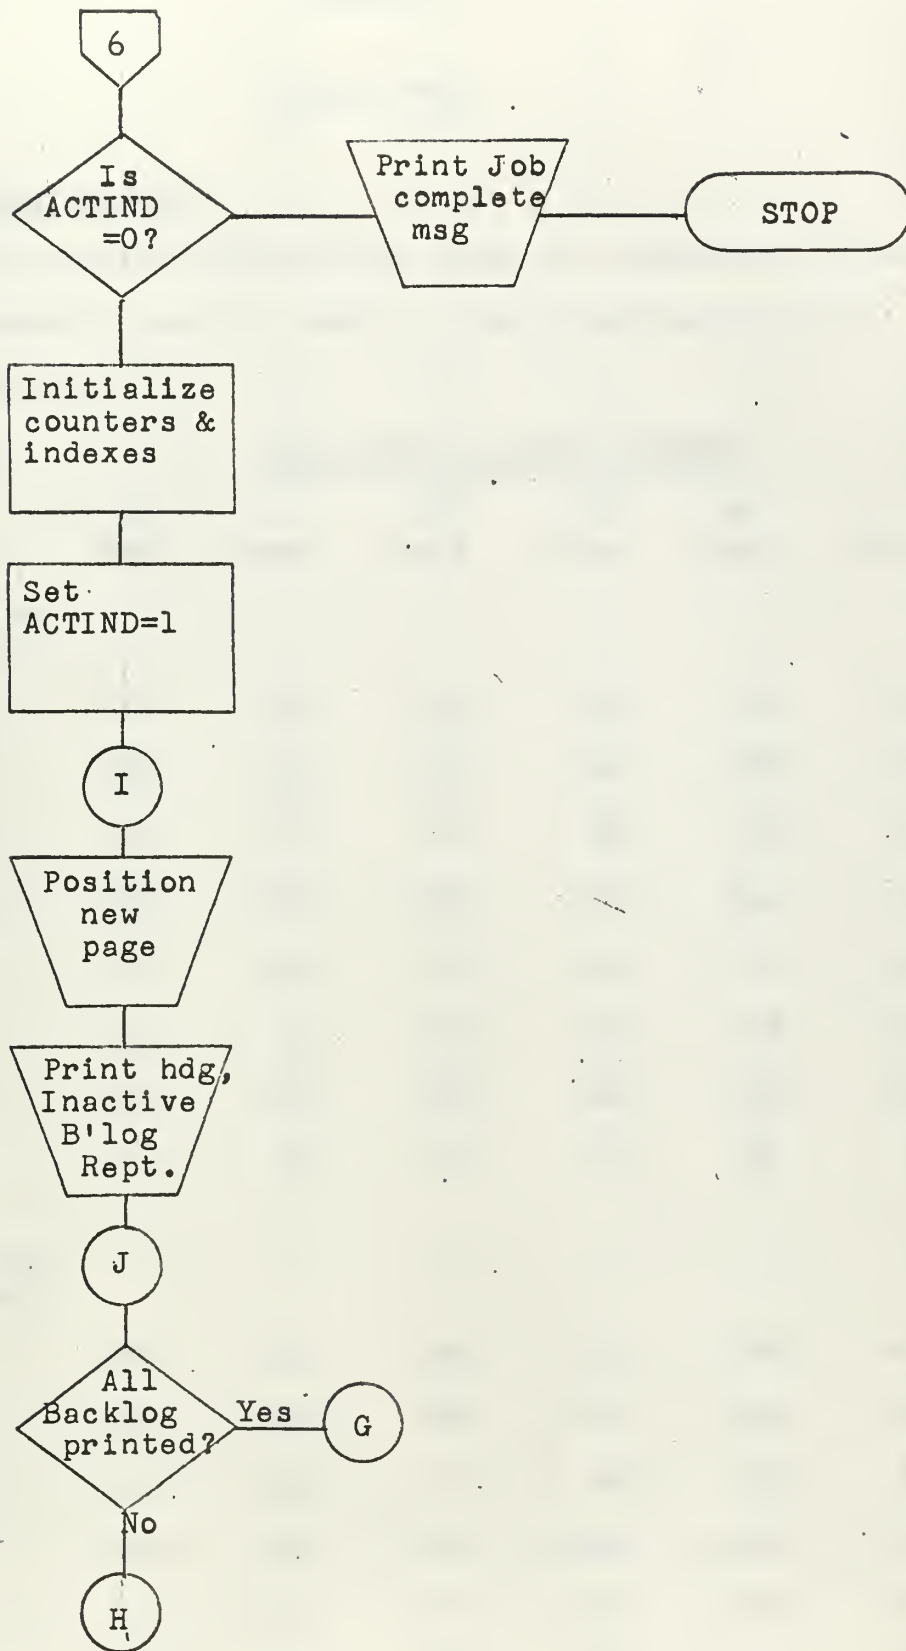 6
Is
ACTIND
=0?
Print Job
complete
msg
STOP
Initialize
counters &
indexes
Set
ACTIND=1
I
Position
new
page
Print hdg,
Inactive
B'log
Rept.
J
All
Backlog
printed?
Yes
G
No
H